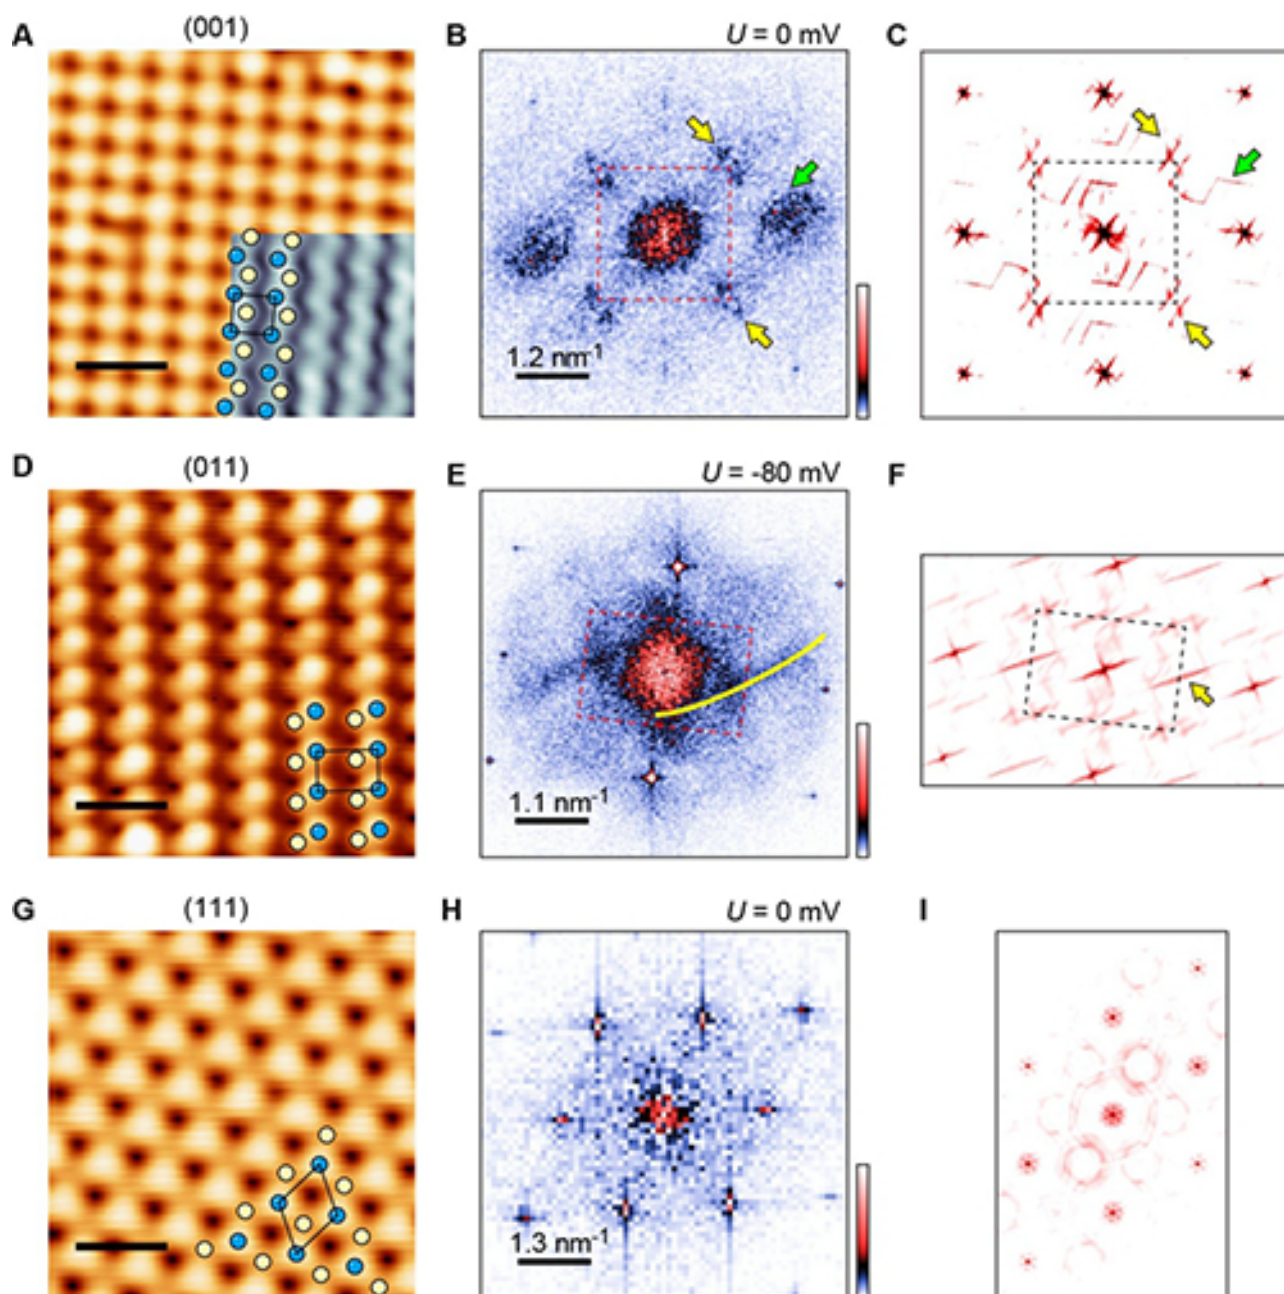 A (001) B U = 0 mV C
1.2 nm-1
D (011) E U = -80 mV F
1.1 nm-1
G (111) H U = 0 mV I
1.3 nm-1